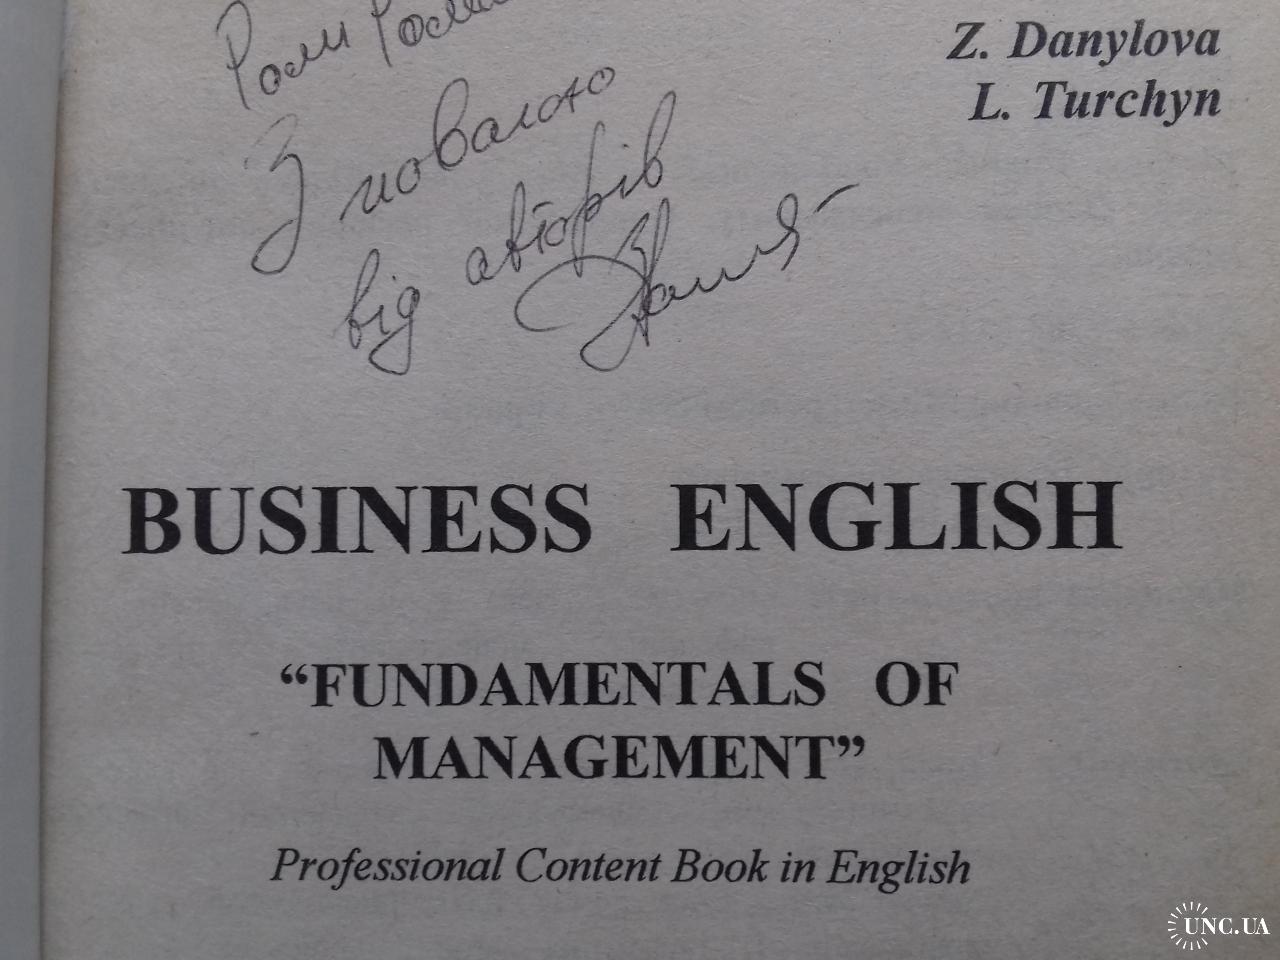 Z. Danylova
L. Turchyn
З повагою
від авторів
BUSINESS ENGLISH
“FUNDAMENTALS OF
MANAGEMENT”
Professional Content Book in English
UNC.UA